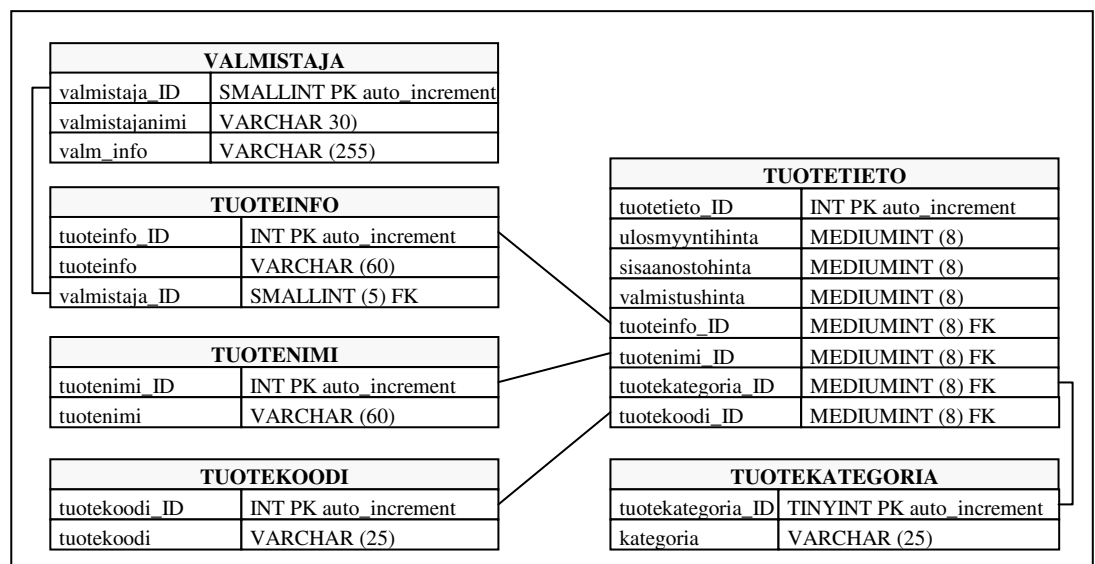 VALMISTAJA
valmistaja_ID SMALLINT PK auto_increment
valmistajanimi VARCHAR 30)
valm_info VARCHAR (255)
TUOTEINFO
tuoteinfo_ID INT PK auto_increment
tuoteinfo VARCHAR (60)
valmistaja_ID SMALLINT (5) FK
TUOTENIMI
tuotenimi_ID INT PK auto_increment
tuotenimi VARCHAR (60)
TUOTEKOODI
tuotekoodi_ID INT PK auto_increment
tuotekoodi VARCHAR (25)
TUOTETIETO
tuotetieto_ID INT PK auto_increment
ulosmyyntihinta MEDIUMINT (8)
sisaanostohinta MEDIUMINT (8)
valmistushinta MEDIUMINT (8)
tuoteinfo_ID MEDIUMINT (8) FK
tuotenimi_ID MEDIUMINT (8) FK
tuotekategoria_ID MEDIUMINT (8) FK
tuotekoodi_ID MEDIUMINT (8) FK
TUOTEKATEGORIA
tuotekategoria_ID TINYINT PK auto_increment
kategoria VARCHAR (25)